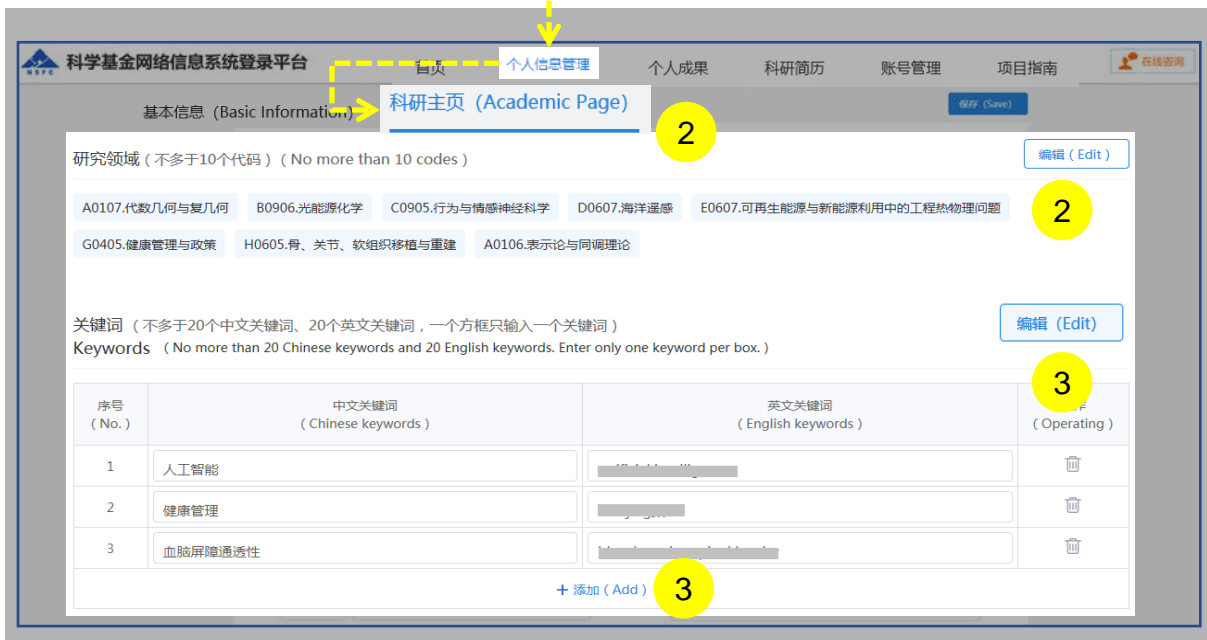 NSFC
科学基金网络信息系统登录平台
首页 个人信息管理 个人成果 科研简历 账号管理 项目指南 在线咨询
基本信息（Basic Information） 科研主页（Academic Page） 保存（Save）
2
研究领域（不多于10个代码）(No more than 10 codes) 编辑（Edit）
A0107.代数几何与复几何 B0906.光能源化学 C0905.行为与情感神经科学 D0607.海洋遥感 E0607.可再生能源与新能源利用中的工程热物理问题 2
G0405.健康管理与政策 H0605.骨、关节、软组织移植与重建 A0106.表示论与同调理论
关键词（不多于20个中文关键词、20个英文关键词，一个方框只输入一个关键词） 编辑（Edit）
Keywords （No more than 20 Chinese keywords and 20 English keywords. Enter only one keyword per box.）
3
序号 中文关键词 英文关键词
（No.） （Chinese keywords） （English keywords） （Operating）
1 人工智能
2 健康管理
3 血脑屏障通透性
+ 添加（Add） 3